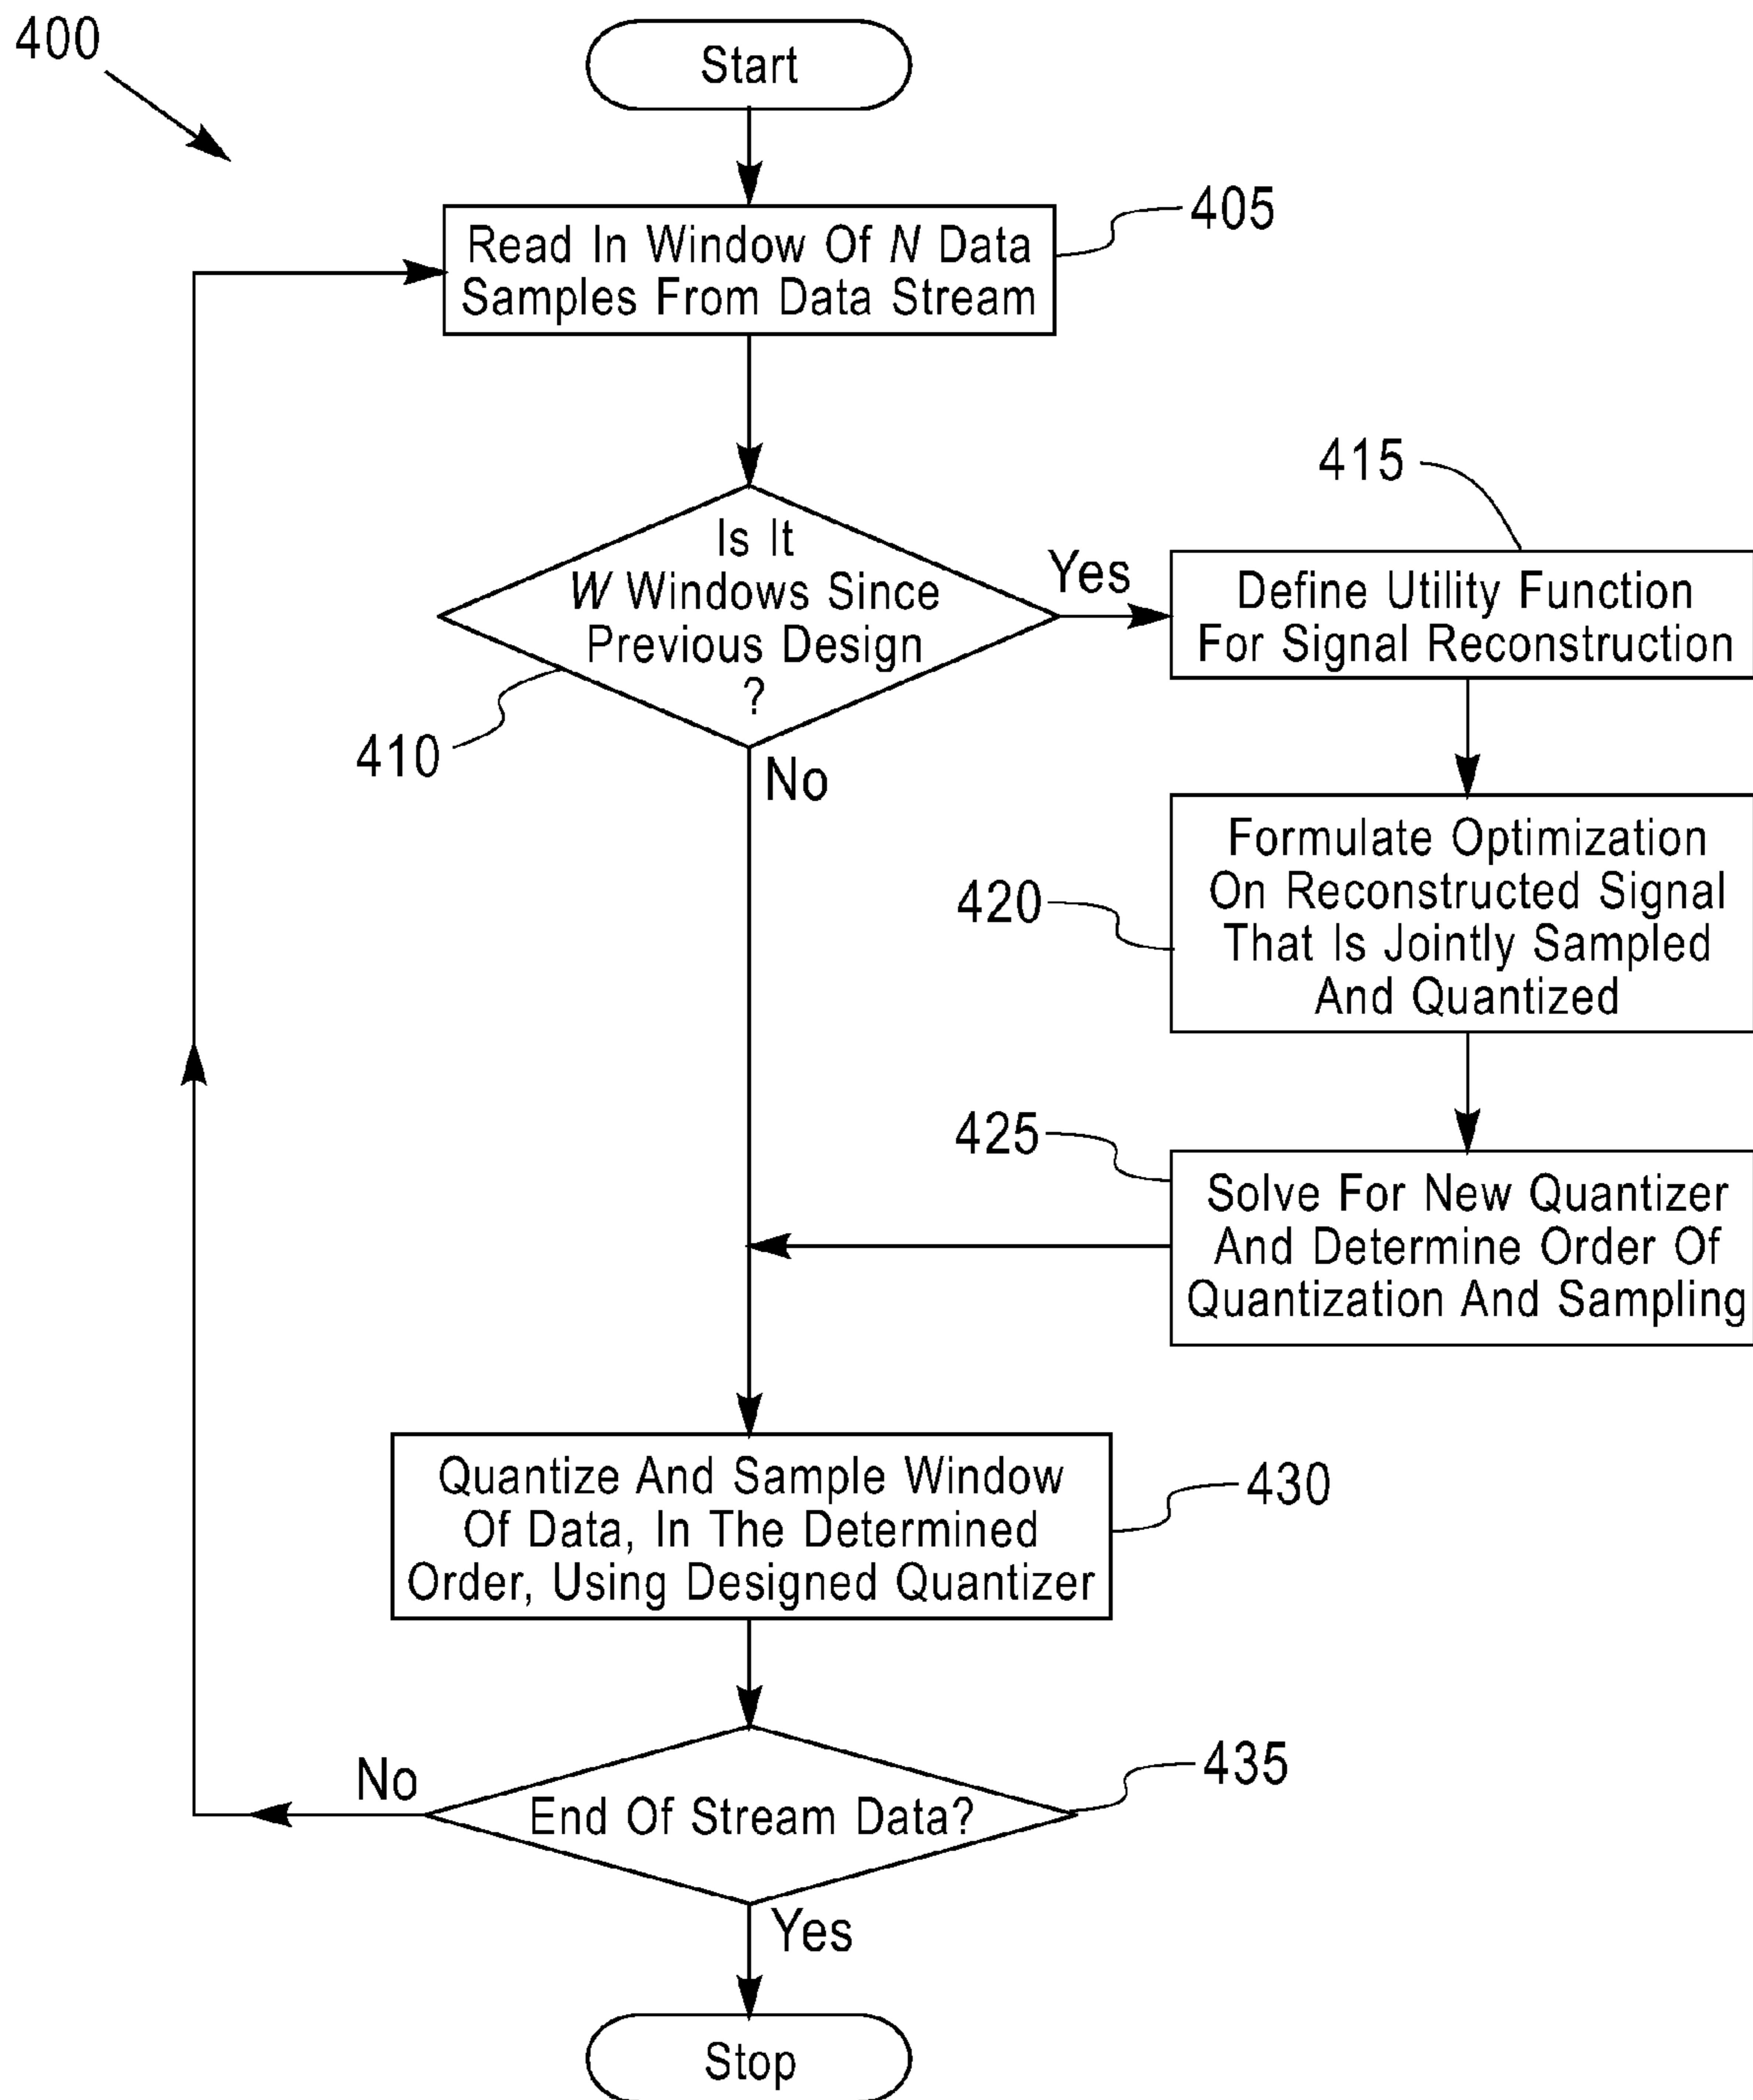 400
Start
405
Read In Window Of N Data
Samples From Data Stream
415
Is It
W Windows Since
Previous Design
?
Yes
410
No
Define Utility Function
For Signal Reconstruction
420
Formulate Optimization
On Reconstructed Signal
That Is Jointly Sampled
And Quantized
425
Solve For New Quantizer
And Determine Order Of
Quantization And Sampling
430
Quantize And Sample Window
Of Data, In The Determined
Order, Using Designed Quantizer
435
No
End Of Stream Data?
Yes
Stop